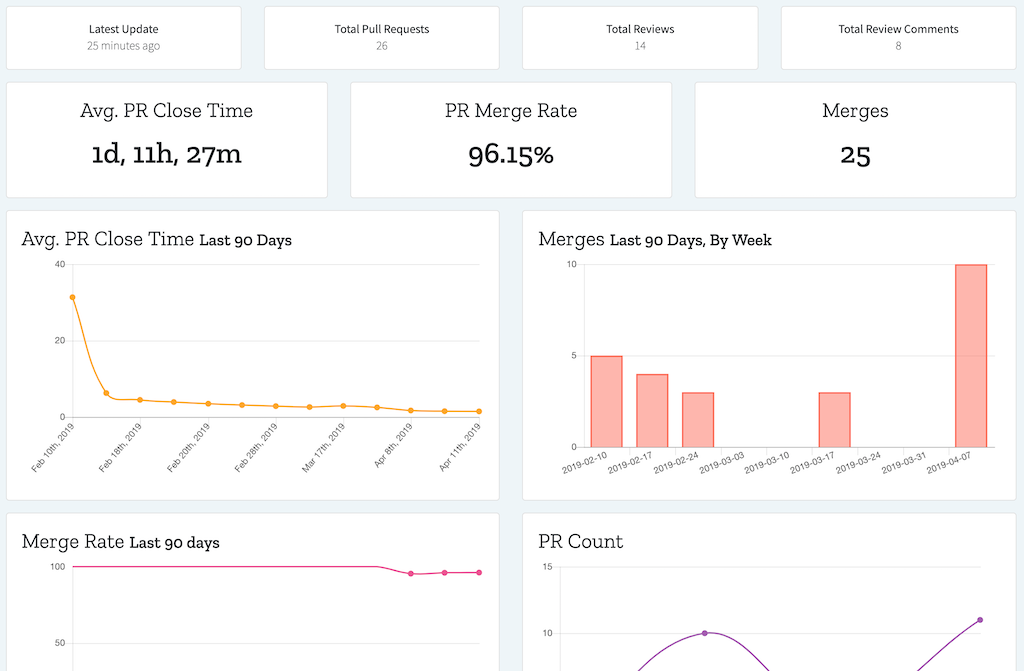 Latest Update
25 minutes ago
Total Pull Requests
26
Total Reviews
14
Total Review Comments
8
Avg. PR Close Time
1d, 11h, 27m
PR Merge Rate
96.15%
Merges
25
Avg. PR Close Time Last 90 Days
40
20
0
Feb 10th, 2019
Feb 18th, 2019
Feb 20th, 2019
Feb 28th, 2019
Mar 17th, 2019
Apr 8th, 2019
Apr 11th, 2019
Merges Last 90 Days, By Week
10
5
0
2019-02-10
2019-02-17
2019-02-24
2019-03-03
2019-03-10
2019-03-17
2019-03-24
2019-03-31
2019-04-07
Merge Rate Last 90 days
100
50
PR Count
15
10